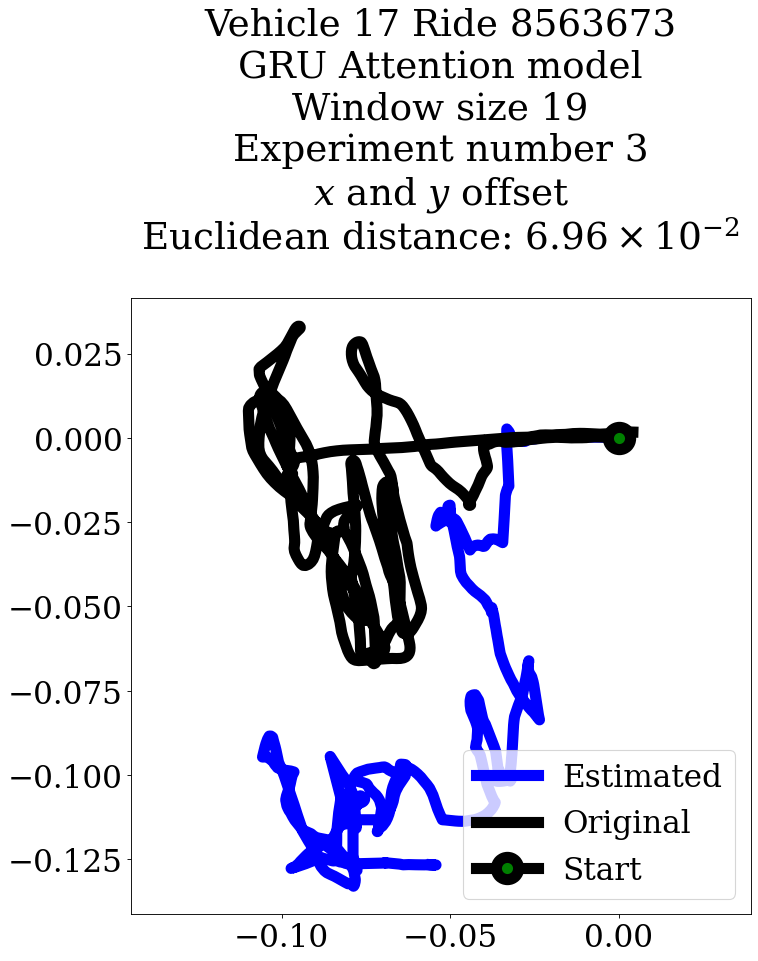 Vehicle 17 Ride 8563673
GRU Attention model
Window size 19
Experiment number 3
x and y offset
Euclidean distance: 6.96 × 10⁻²
0.025
0.000
−0.025
−0.050
−0.075
−0.100
−0.125
Estimated
Original
Start
−0.10
−0.05
0.00